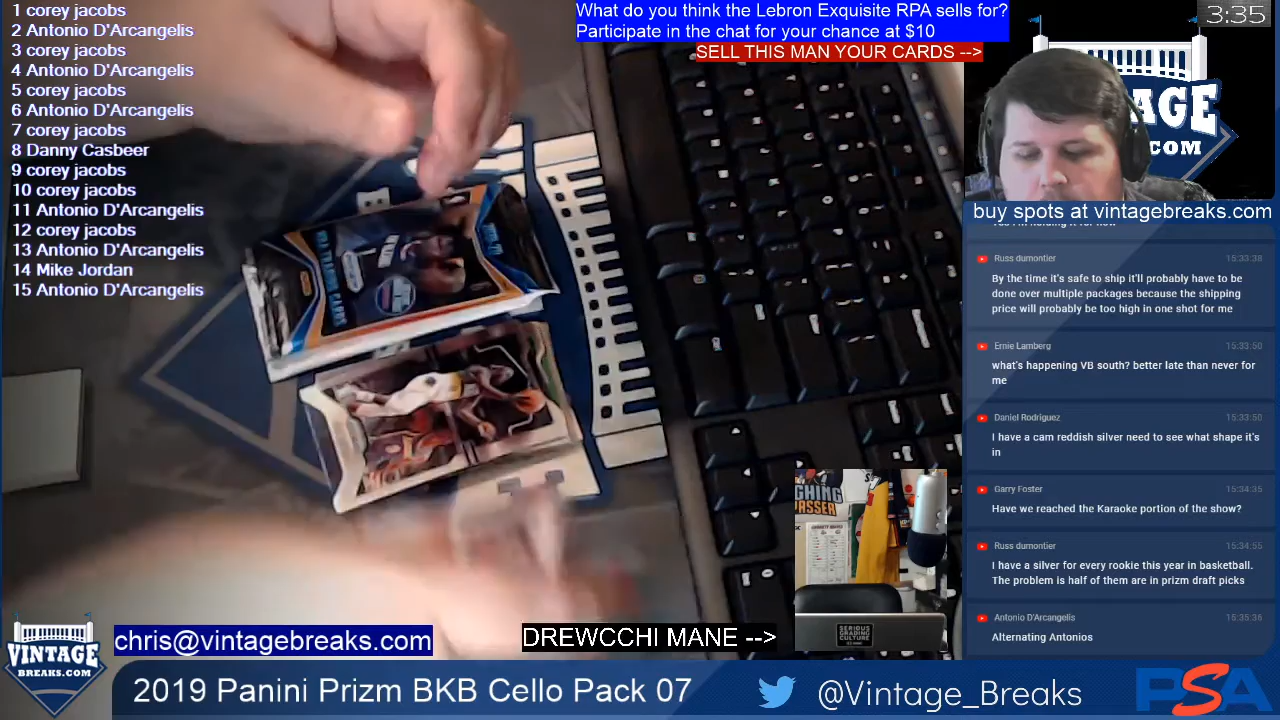 1 corey jacobs
2 Antonio D'Arcangelis
3 corey jacobs
4 Antonio D'Arcangelis
5 corey jacobs
6 Antonio D'Arcangelis
7 corey jacobs
8 Danny Casbeer
9 corey jacobs
10 corey jacobs
11 Antonio D'Arcangelis
12 corey jacobs
13 Antonio D'Arcangelis
14 Mike Jordan
15 Antonio D'Arcangelis
What do you think the Lebron Exquisite RPA sells for?
Participate in the chat for your chance at $10
SELL THIS MAN YOUR CARDS -->
3:35
buy spots at vintagebreaks.com
Russ dumontier 15:33:38
By the time it's safe to ship it'll probably have to be
done over multiple packages because the shipping
price will probably be too high in one shot for me
Ernie Lamberg 15:33:50
what's happening VB south? better late than never for
me
Daniel Rodriguez 15:33:50
I have a cam reddish silver need to see what shape it's
in
Garry Foster 15:34:35
Have we reached the Karaoke portion of the show?
Russ dumontier 15:34:55
I have a silver for every rookie this year in basketball.
The problem is half of them are in prizm draft picks
Antonio D'Arcangelis 15:35:36
Alternating Antonios
SERIOUS
GRADING
CULTURE
DREWCCHI MANE -->
chris@vintagebreaks.com
VINTAGE
BREAKS.COM
2019 Panini Prizm BKB Cello Pack 07
@Vintage_Breaks
PSA